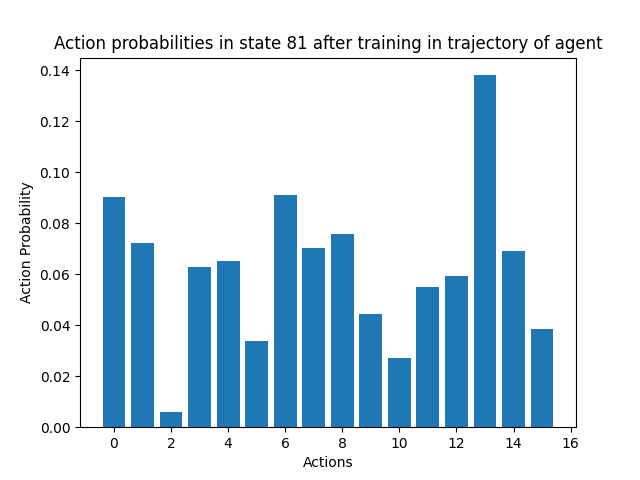 Action probabilities in state 81 after training in trajectory of agent
0.14
0.12
0.10
0.08
0.06
0.04
0.02
0.00
Action Probability
0 2 4 6 8 10 12 14 16
Actions